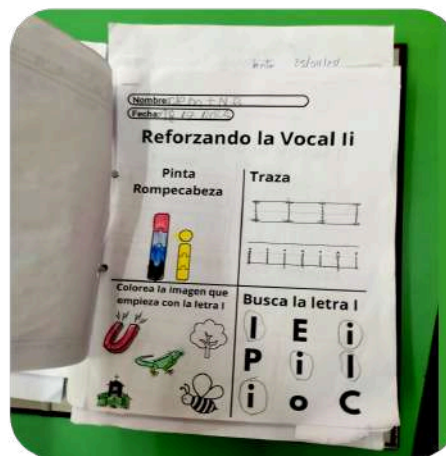 Nombre:
Fecha:
Reforzando la Vocal Ii
Pinta
Rompecabeza
Traza
Colorea la imagen que
empieza con la letra I
Busca la letra I
I E i
P i I
i o C